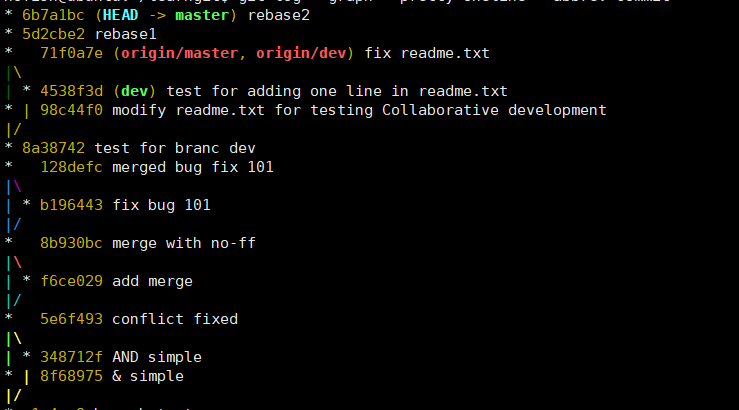 * 6b7a1bc (HEAD -> master) rebase2
* 5d2cbe2 rebase1
*   71f0a7e (origin/master, origin/dev) fix readme.txt
|\
| * 4538f3d (dev) test for adding one line in readme.txt
* | 98c44f0 modify readme.txt for testing Collaborative development
|/
* 8a38742 test for branc dev
*   128defc merged bug fix 101
|\
| * b196443 fix bug 101
|/
*   8b930bc merge with no-ff
|\
| * f6ce029 add merge
|/
*   5e6f493 conflict fixed
|\
| * 348712f AND simple
* | 8f68975 & simple
|/